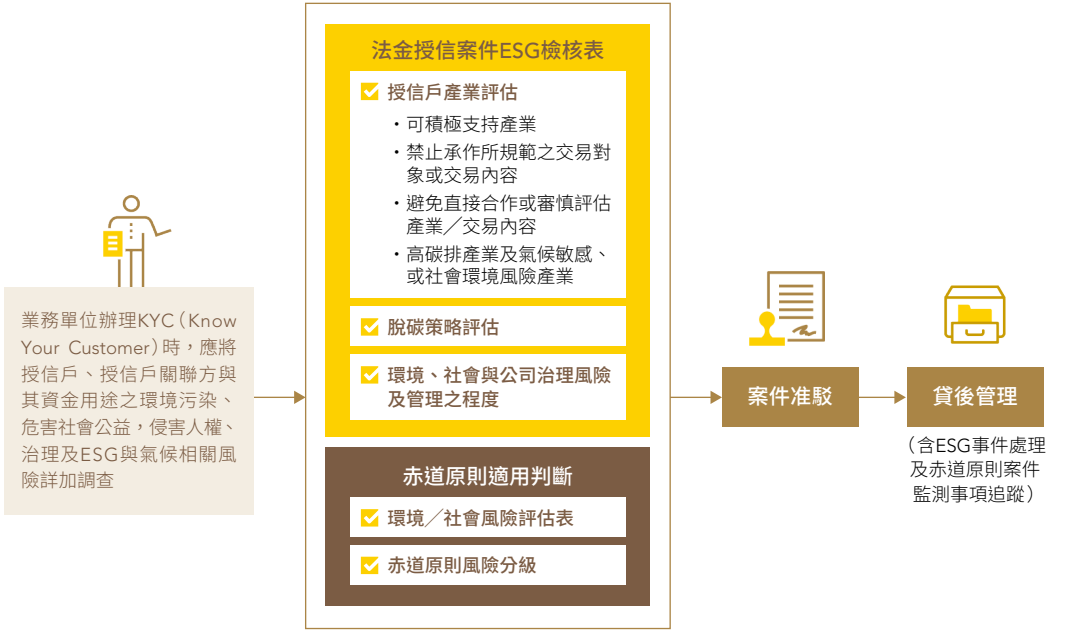 業務單位辦理KYC（Know
Your Customer）時，應將
授信戶、授信戶關聯方與
其資金用途之環境污染、
危害社會公益，侵害人權、
治理及ESG與氣候相關風
險詳加調查
法金授信案件ESG檢核表
授信戶產業評估
・可積極支持產業
・禁止承作所規範之交易對
象或交易內容
・避免直接合作或審慎評估
產業／交易內容
・高碳排產業及氣候敏感、
或社會環境風險產業
脫碳策略評估
環境、社會與公司治理風險
及管理之程度
赤道原則適用判斷
環境／社會風險評估表
赤道原則風險分級
案件准駁
貸後管理
（含ESG事件處理
及赤道原則案件
監測事項追蹤）